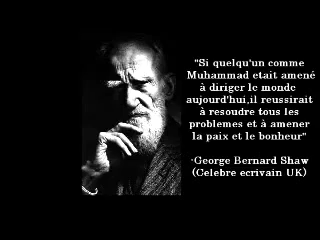 "Si quelqu'un comme
Muhammad etait amené
à diriger le monde
aujourd'hui,il reussirait
à resoudre tous les
problemes et à amener
la paix et le bonheur"
-George Bernard Shaw
(Celebre ecrivain UK)